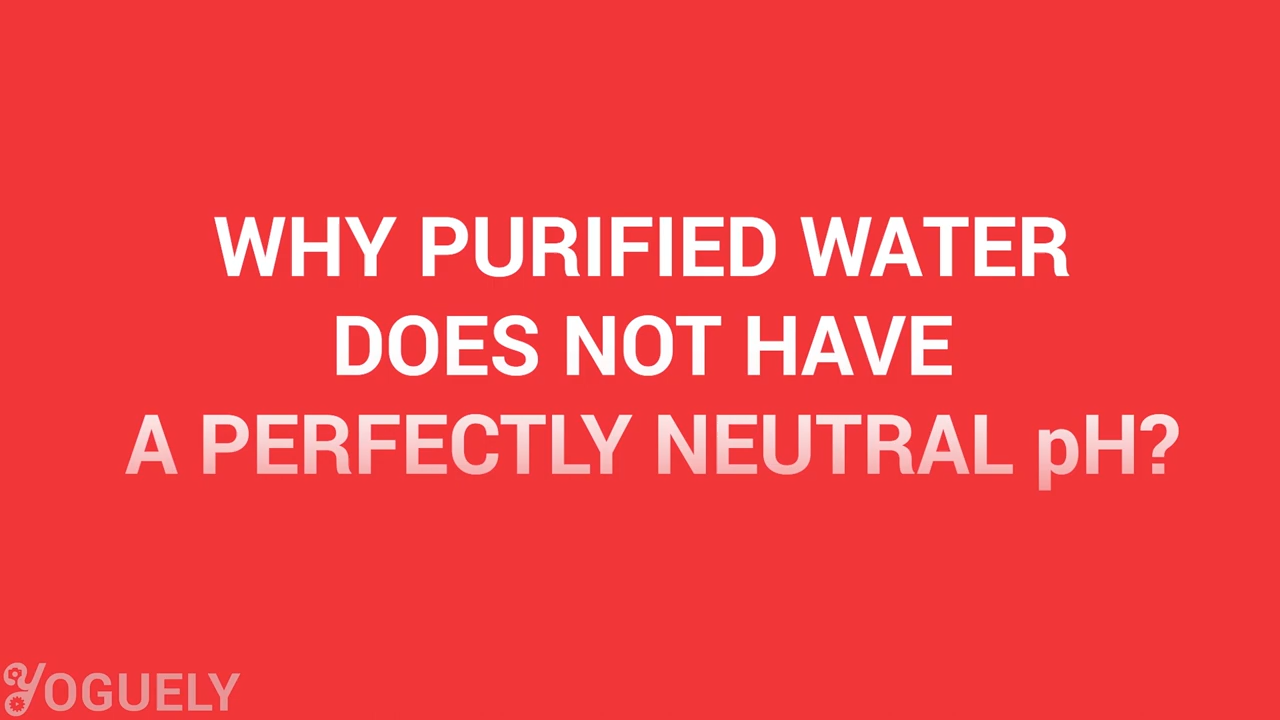 WHY PURIFIED WATER
DOES NOT HAVE
A PERFECTLY NEUTRAL pH?
YOGUELY